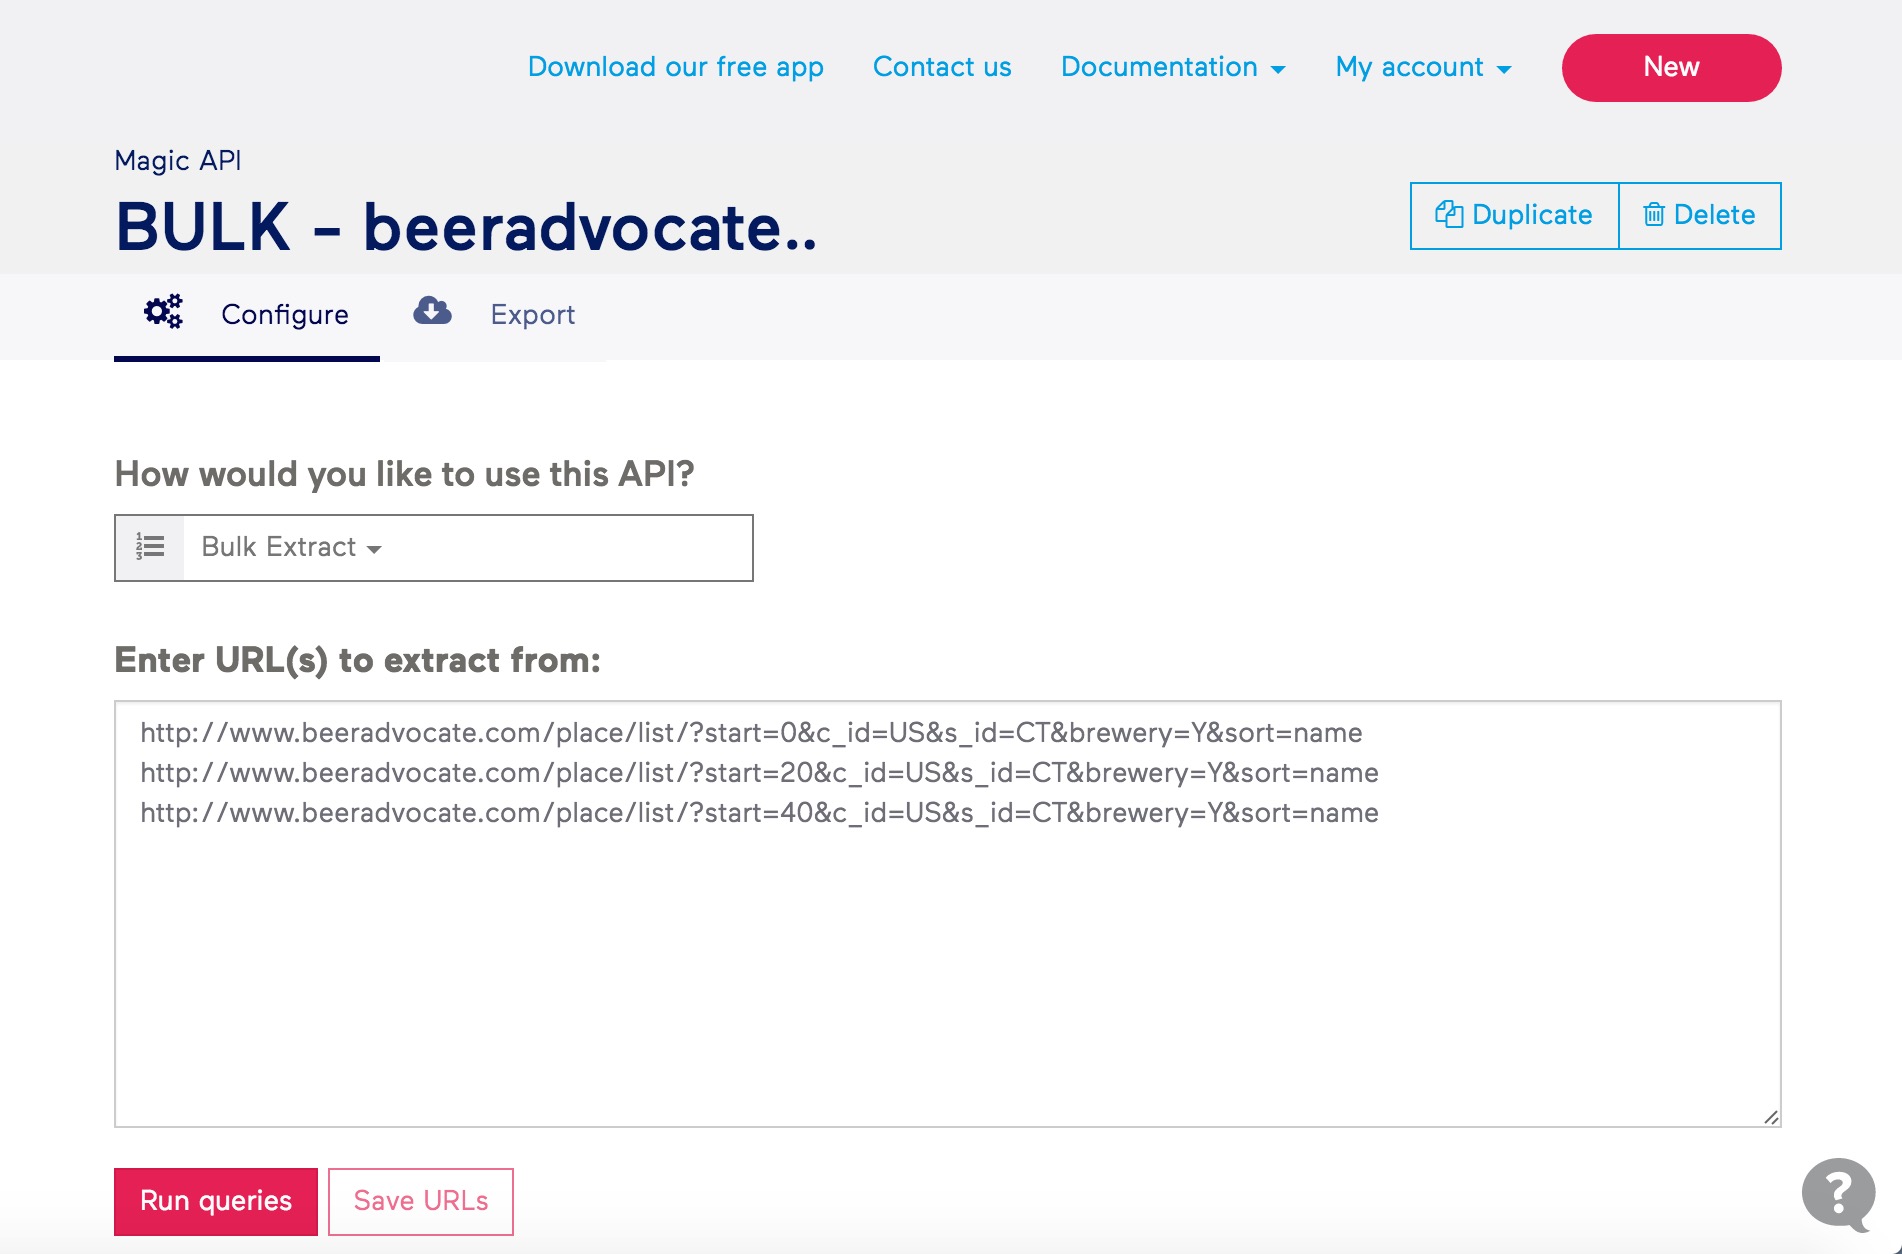 Download our free app Contact us Documentation My account New
Magic API
BULK - beeradvocate..
Duplicate Delete
Configure Export
How would you like to use this API?
Bulk Extract
Enter URL(s) to extract from:
http://www.beeradvocate.com/place/list/?start=0&c_id=US&s_id=CT&brewery=Y&sort=name
http://www.beeradvocate.com/place/list/?start=20&c_id=US&s_id=CT&brewery=Y&sort=name
http://www.beeradvocate.com/place/list/?start=40&c_id=US&s_id=CT&brewery=Y&sort=name
Run queries Save URLs
?